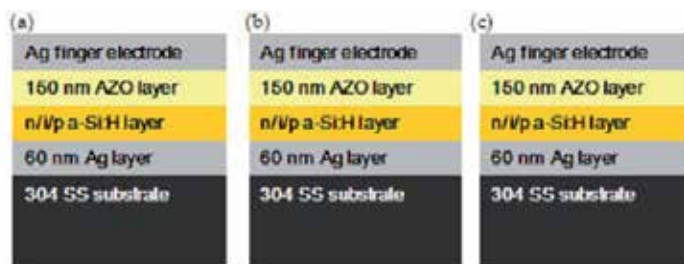 (a)
Ag finger electrode
150 nm AZO layer
n/i/p a-Si:H layer
60 nm Ag layer
304 SS substrate
(b)
Ag finger electrode
150 nm AZO layer
n/i/p a-Si:H layer
60 nm Ag layer
304 SS substrate
(c)
Ag finger electrode
150 nm AZO layer
n/i/p a-Si:H layer
60 nm Ag layer
304 SS substrate